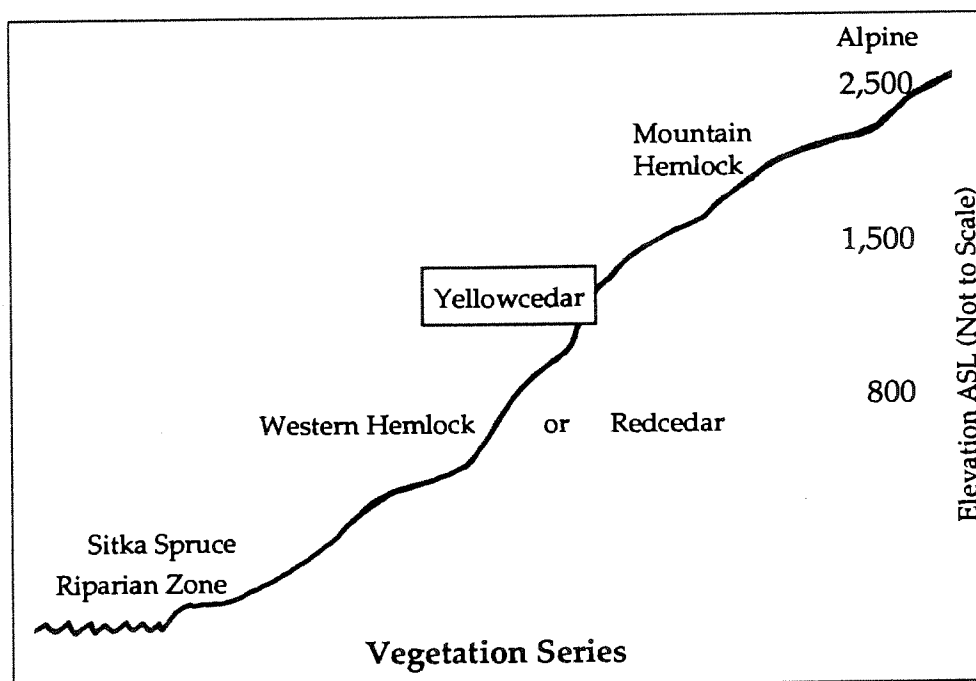 Alpine
2,500
Mountain
Hemlock
1,500
Yellowcedar
800
Western Hemlock or Redcedar
Sitka Spruce
Riparian Zone
Elevation ASL (Not to Scale)
Vegetation Series